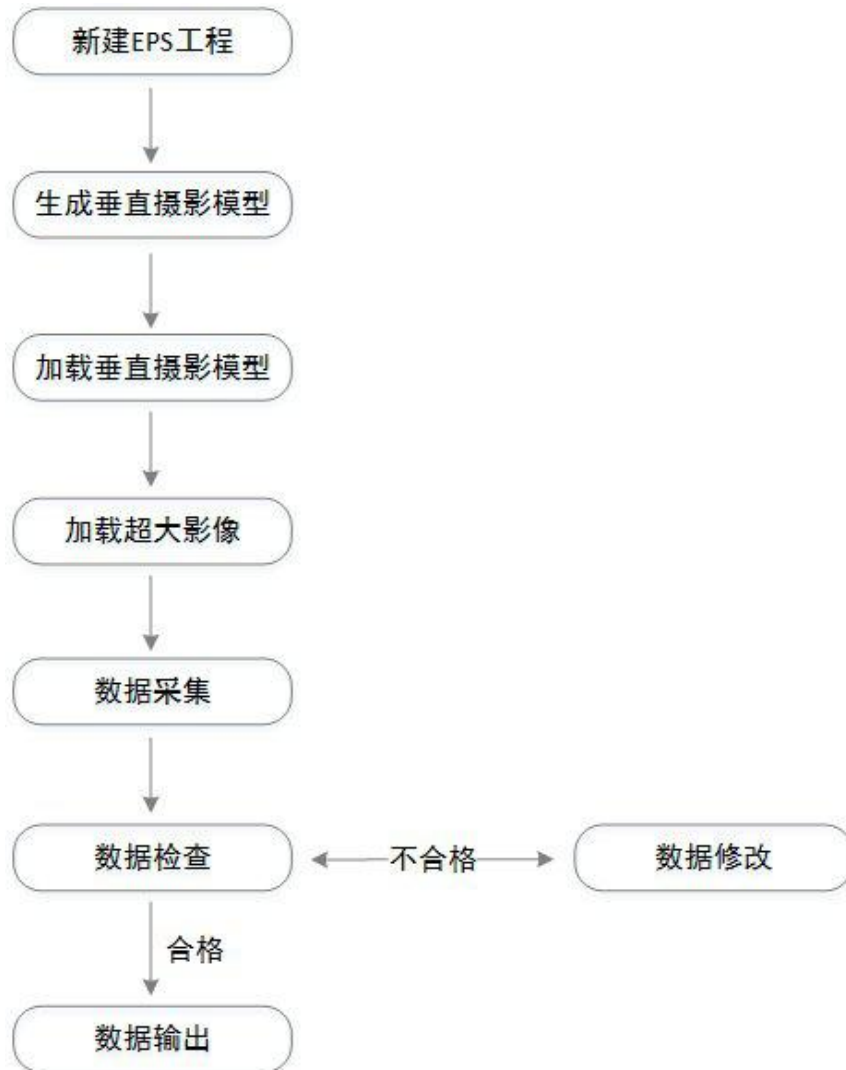 新建EPS工程
生成垂直摄影模型
加载垂直摄影模型
加载超大影像
数据采集
数据检查
不合格
数据修改
合格
数据输出